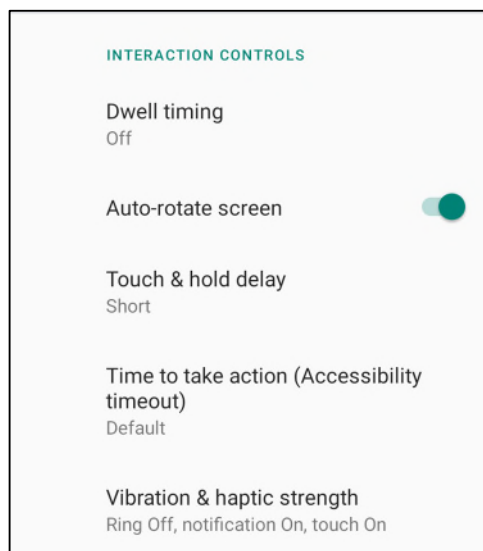 INTERACTION CONTROLS
Dwell timing
Off
Auto-rotate screen
Touch & hold delay
Short
Time to take action (Accessibility
timeout)
Default
Vibration & haptic strength
Ring Off, notification On, touch On